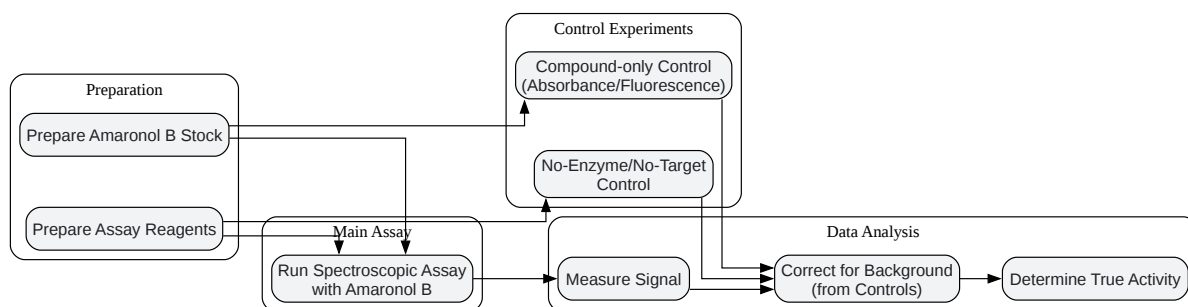 Control Experiments
Compound-only Control
(Absorbance/Fluorescence)
No-Enzyme/No-Target
Control
Preparation
Prepare Amaronol B Stock
Prepare Assay Reagents
Main Assay
Run Spectroscopic Assay
with Amaronol B
Data Analysis
Measure Signal
Correct for Background
(from Controls)
Determine True Activity